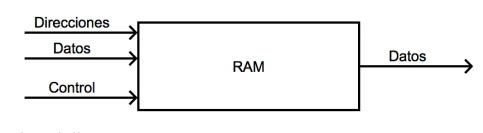 Direcciones
Datos
Control
RAM
Datos